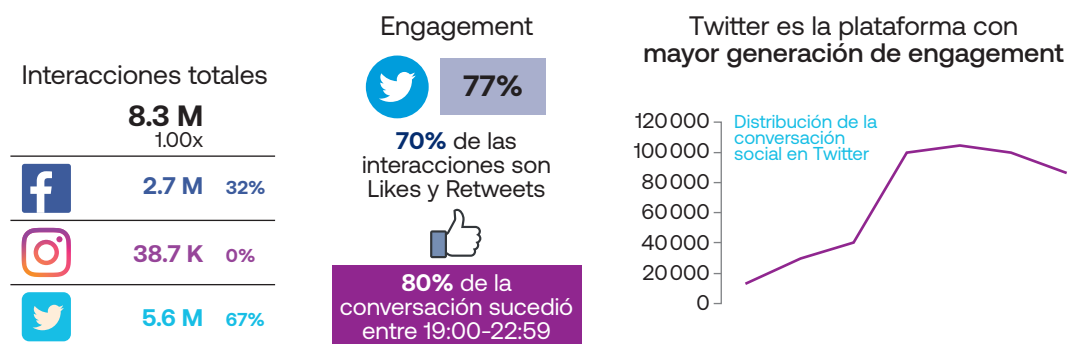 Interacciones totales
8.3 M
1.00x
2.7 M 32%
38.7 K 0%
5.6 M 67%
Engagement
77%
70% de las
interacciones son
Likes y Retweets
80% de la
conversación sucedió
entre 19:00-22:59
Twitter es la plataforma con
mayor generación de engagement
Distribución de la
conversación
social en Twitter
120 000
100 000
80 000
60 000
40 000
20 000
0